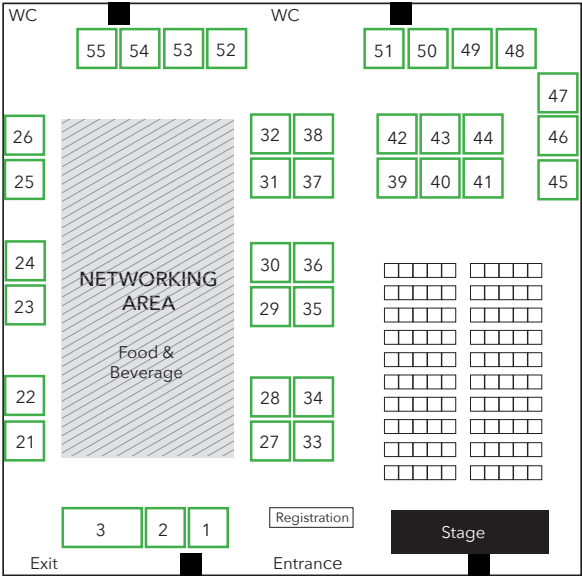 WC
WC
55 54 53 52
51 50 49 48
47
26
32 38
42 43 44
46
25
31 37
39 40 41
45
24
30 36
NETWORKING
AREA
23
29 35
Food &
Beverage
22
28 34
21
27 33
3 2 1
Registration
Stage
Exit
Entrance